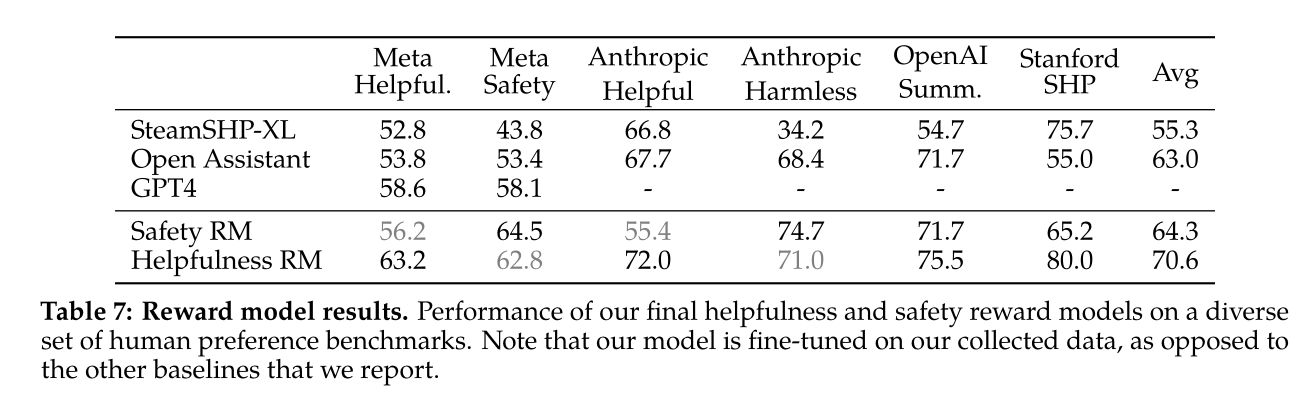 Meta Helpful. Meta Safety Anthropic Helpful Anthropic Harmless OpenAI Summ. Stanford SHP Avg
SteamSHP-XL 52.8 43.8 66.8 34.2 54.7 75.7 55.3
Open Assistant 53.8 53.4 67.7 68.4 71.7 55.0 63.0
GPT4 58.6 58.1 - - - - -
Safety RM 56.2 64.5 55.4 74.7 71.7 65.2 64.3
Helpfulness RM 63.2 62.8 72.0 71.0 75.5 80.0 70.6
Table 7: Reward model results. Performance of our final helpfulness and safety reward models on a diverse
set of human preference benchmarks. Note that our model is fine-tuned on our collected data, as opposed to
the other baselines that we report.